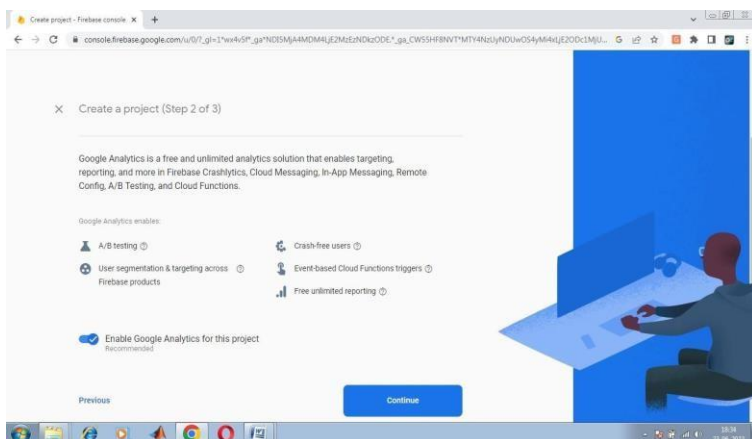 Create project - Firebase console
Create a project (Step 2 of 3)
Google Analytics is a free and unlimited analytics solution that enables targeting,
reporting, and more in Firebase Crashlytics, Cloud Messaging, In-App Messaging, Remote
Config, A/B Testing, and Cloud Functions.
Google Analytics enables:
A/B testing
Crash-free users
User segmentation & targeting across
Firebase products
Event-based Cloud Functions triggers
Free unlimited reporting
Enable Google Analytics for this project
Recommended
Previous
Continue
18:34